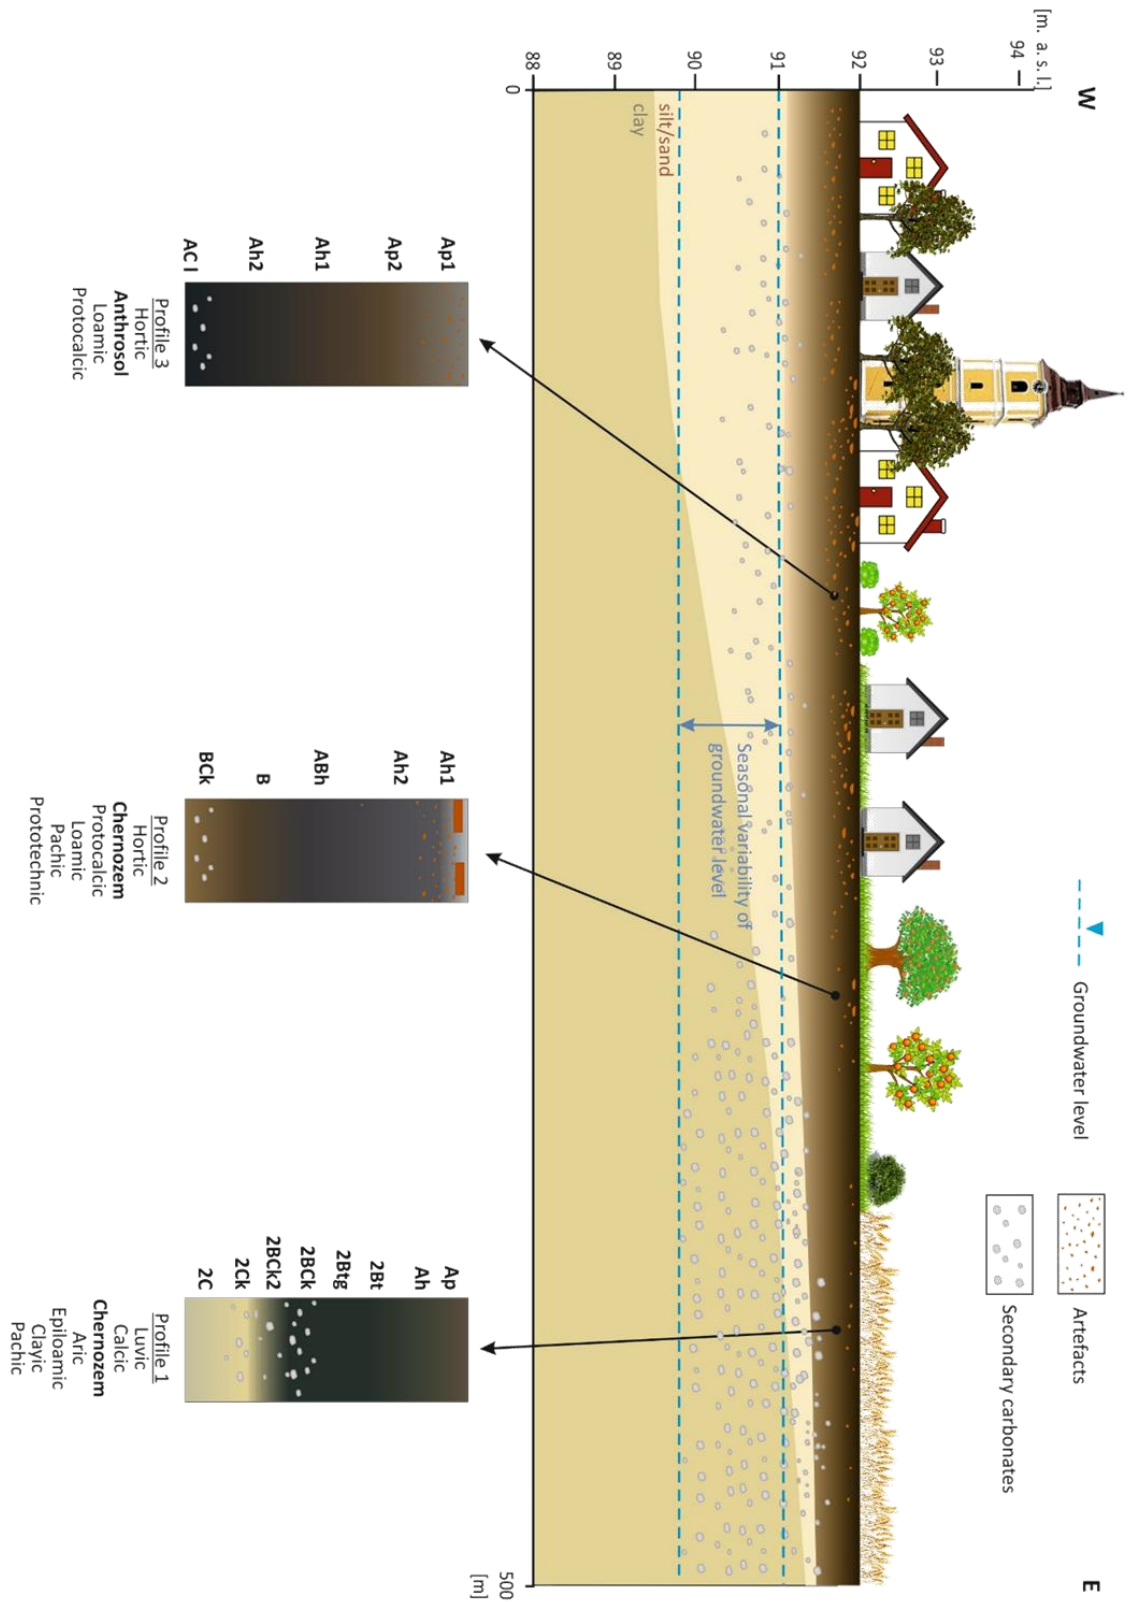 W
E
[m. a. s. l.]
94
93
92
91
90
89
88
0
500
[m]
Groundwater level
Artefacts
Secondary carbonates
silt/sand
clay
Seasonal variability of
groundwater level
Ap1
Ap2
Ah1
Ah2
ACl
Profile 3
Hortic
Anthrosol
Loamic
Protocalcic
Ah1
Ah2
ABh
B
BCk
Profile 2
Hortic
Chernozem
Protocalcic
Loamic
Pachic
Prototechnic
Ap
Ah
2Bt
2Btg
2BCk
2BCk2
2Ck
2C
Profile 1
Luvic
Calcic
Chernozem
Aric
Epiloamic
Clayic
Pachic